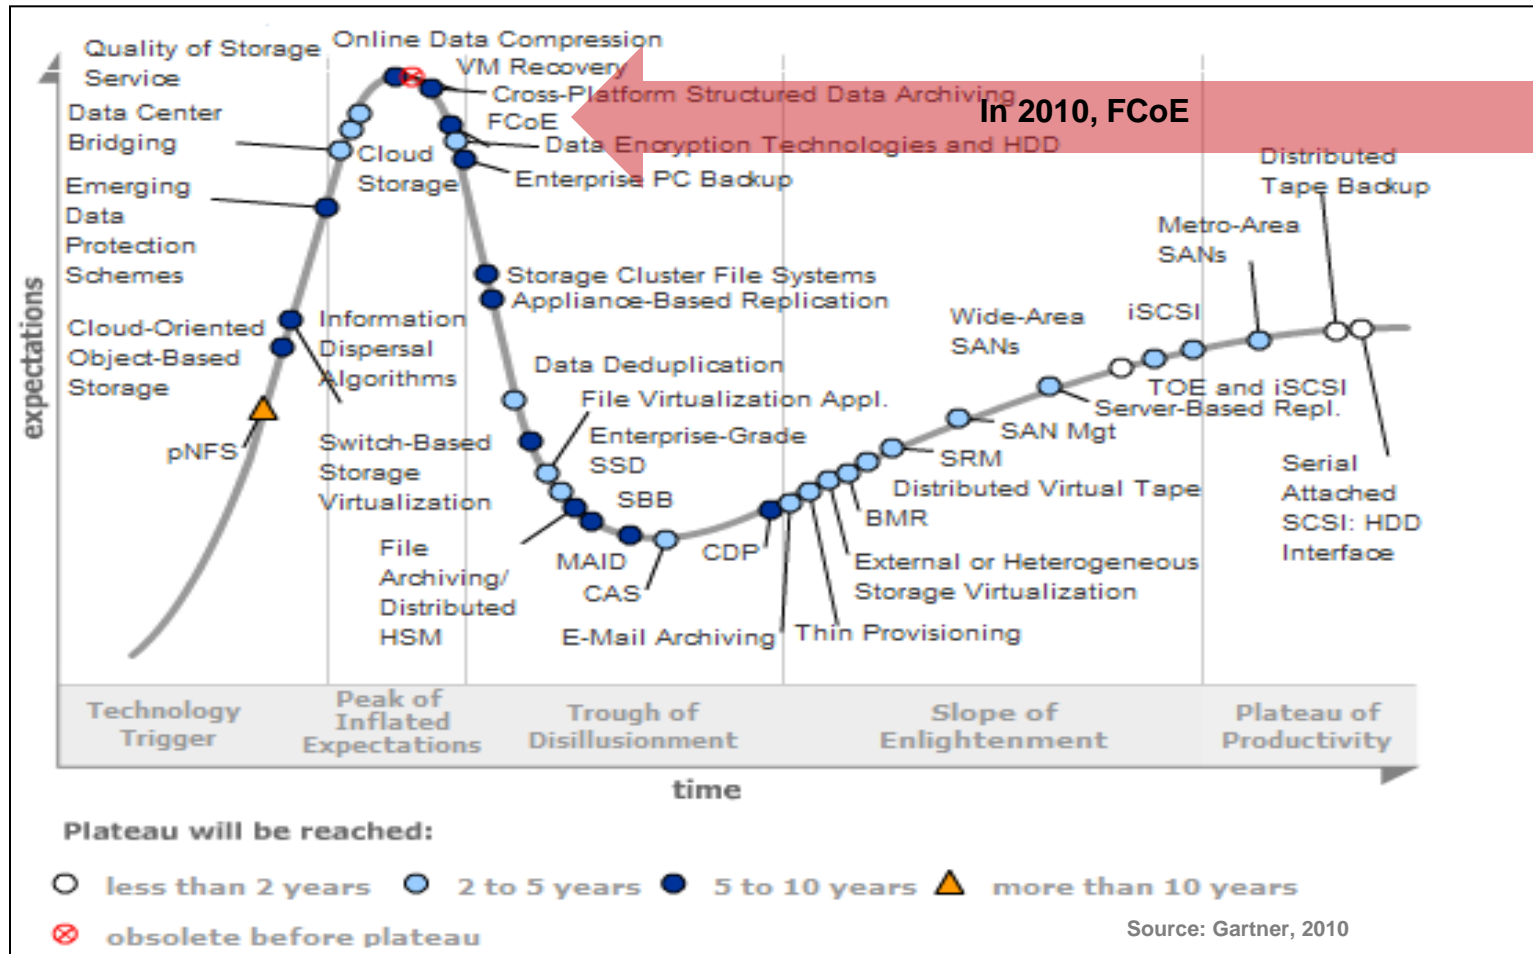 Quality of Storage
Service
Online Data Compression
VM Recovery
Cross-Platform Structured Data Archiving
In 2010, FCoE
FCoE
Data Encryption Technologies and HDD
Enterprise PC Backup
Data Center
Bridging
Cloud
Storage
Emerging
Data
Protection
Schemes
Distributed
Tape Backup
Metro-Area
SANs
Storage Cluster File Systems
Appliance-Based Replication
Wide-Area
SANs
iSCSI
Cloud-Oriented
Object-Based
Storage
Information
Dispersal
Algorithms
Data Deduplication
File Virtualization Appl.
Enterprise-Grade
SSD
SBB
TOE and iSCSI
Server-Based Repl.
SAN Mgt
SRM
Distributed Virtual Tape
BMR
pNFS
Switch-Based
Storage
Virtualization
Serial
Attached
SCSI: HDD
Interface
File
Archiving/
Distributed
HSM
MAID
CAS
CDP
External or Heterogeneous
Storage Virtualization
E-Mail Archiving
Thin Provisioning
expectations
Technology
Trigger
Peak of
Inflated
Expectations
Trough of
Disillusionment
Slope of
Enlightenment
Plateau of
Productivity
time
Plateau will be reached:
less than 2 years
2 to 5 years
5 to 10 years
more than 10 years
obsolete before plateau
Source: Gartner, 2010